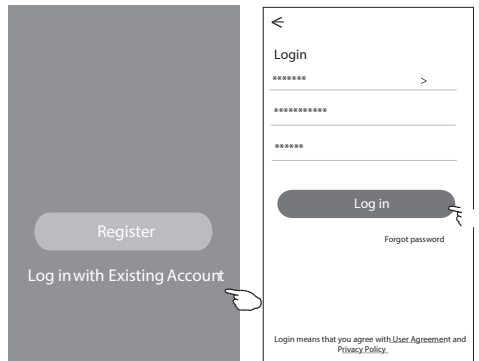 Register
Log in with Existing Account
Login
*******
>
***********
******
Log in
Forgot password
Login means that you agree with User Agreement and
Privacy Policy